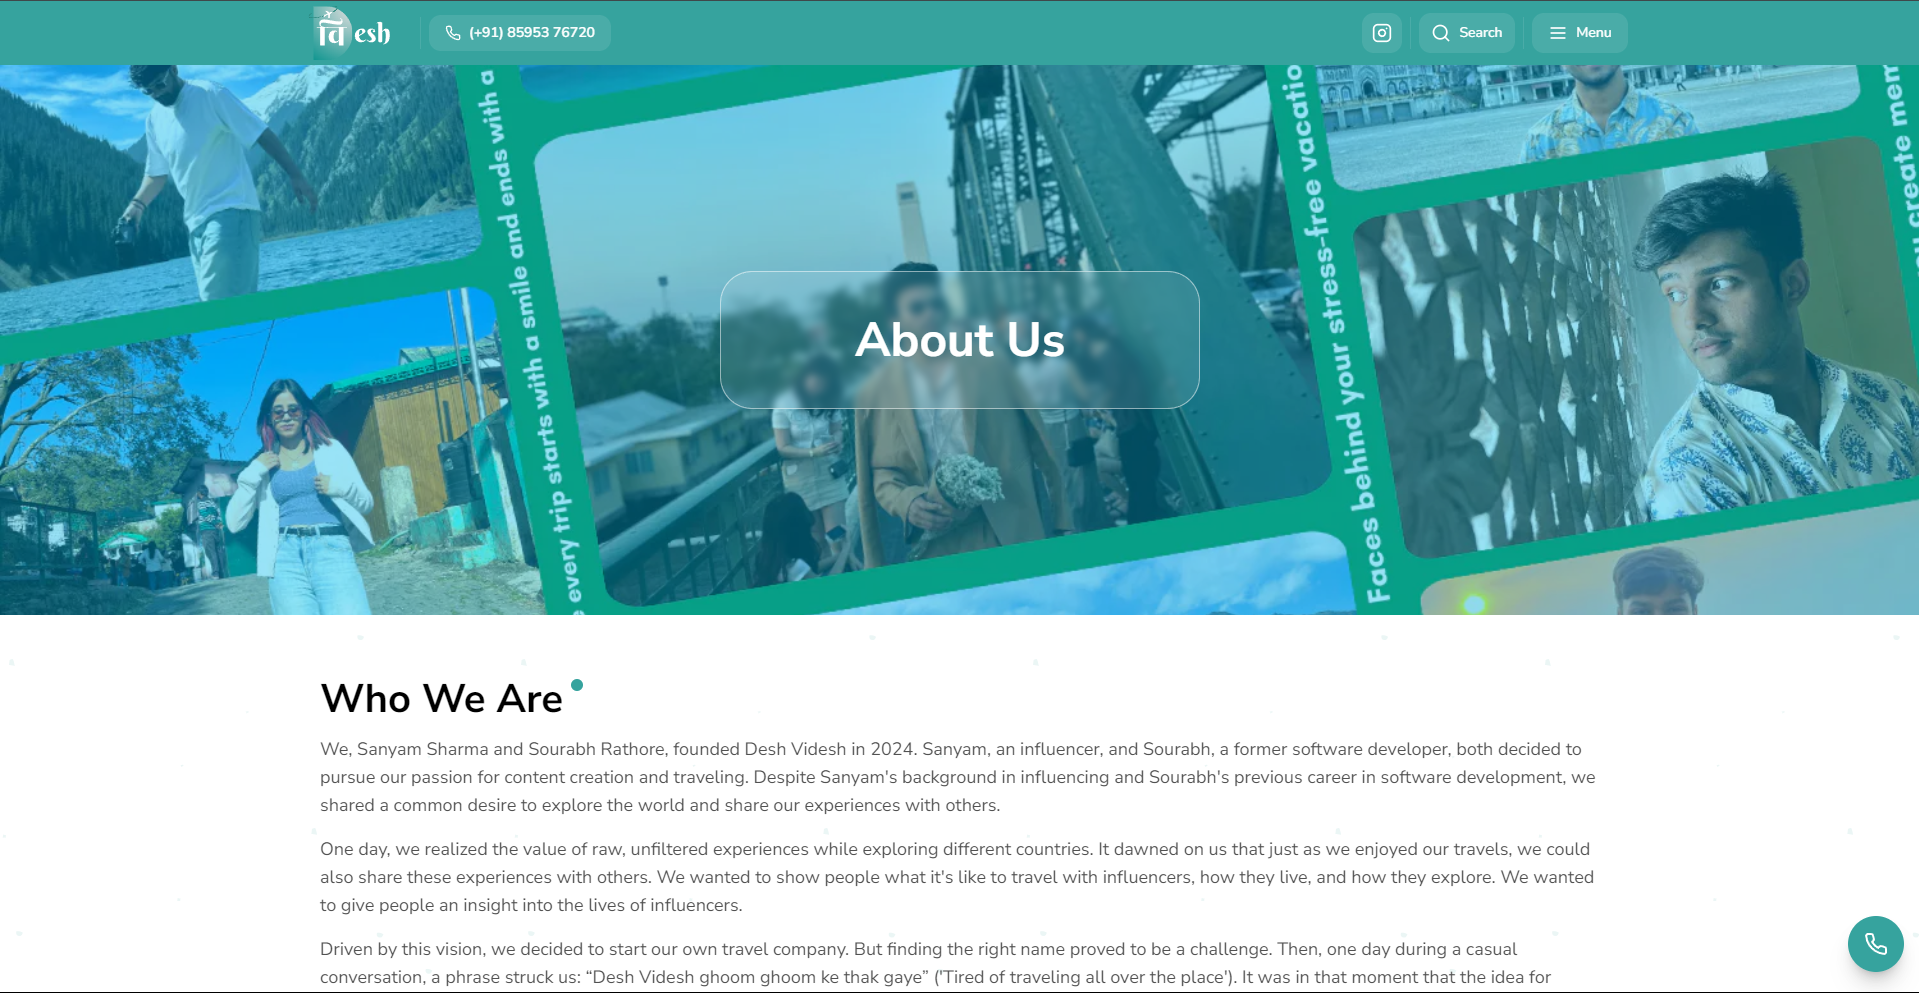 विदेश esh
(+91) 85953 76720
Search
Menu
every trip starts with a smile and ends with a
Faces behind your stress-free vacatio
create mem
About Us
Who We Are
We, Sanyam Sharma and Sourabh Rathore, founded Desh Videsh in 2024. Sanyam, an influencer, and Sourabh, a former software developer, both decided to
pursue our passion for content creation and traveling. Despite Sanyam's background in influencing and Sourabh's previous career in software development, we
shared a common desire to explore the world and share our experiences with others.
One day, we realized the value of raw, unfiltered experiences while exploring different countries. It dawned on us that just as we enjoyed our travels, we could
also share these experiences with others. We wanted to show people what it's like to travel with influencers, how they live, and how they explore. We wanted
to give people an insight into the lives of influencers.
Driven by this vision, we decided to start our own travel company. But finding the right name proved to be a challenge. Then, one day during a casual
conversation, a phrase struck us: “Desh Videsh ghoom ghoom ke thak gaye” ('Tired of traveling all over the place'). It was in that moment that the idea for